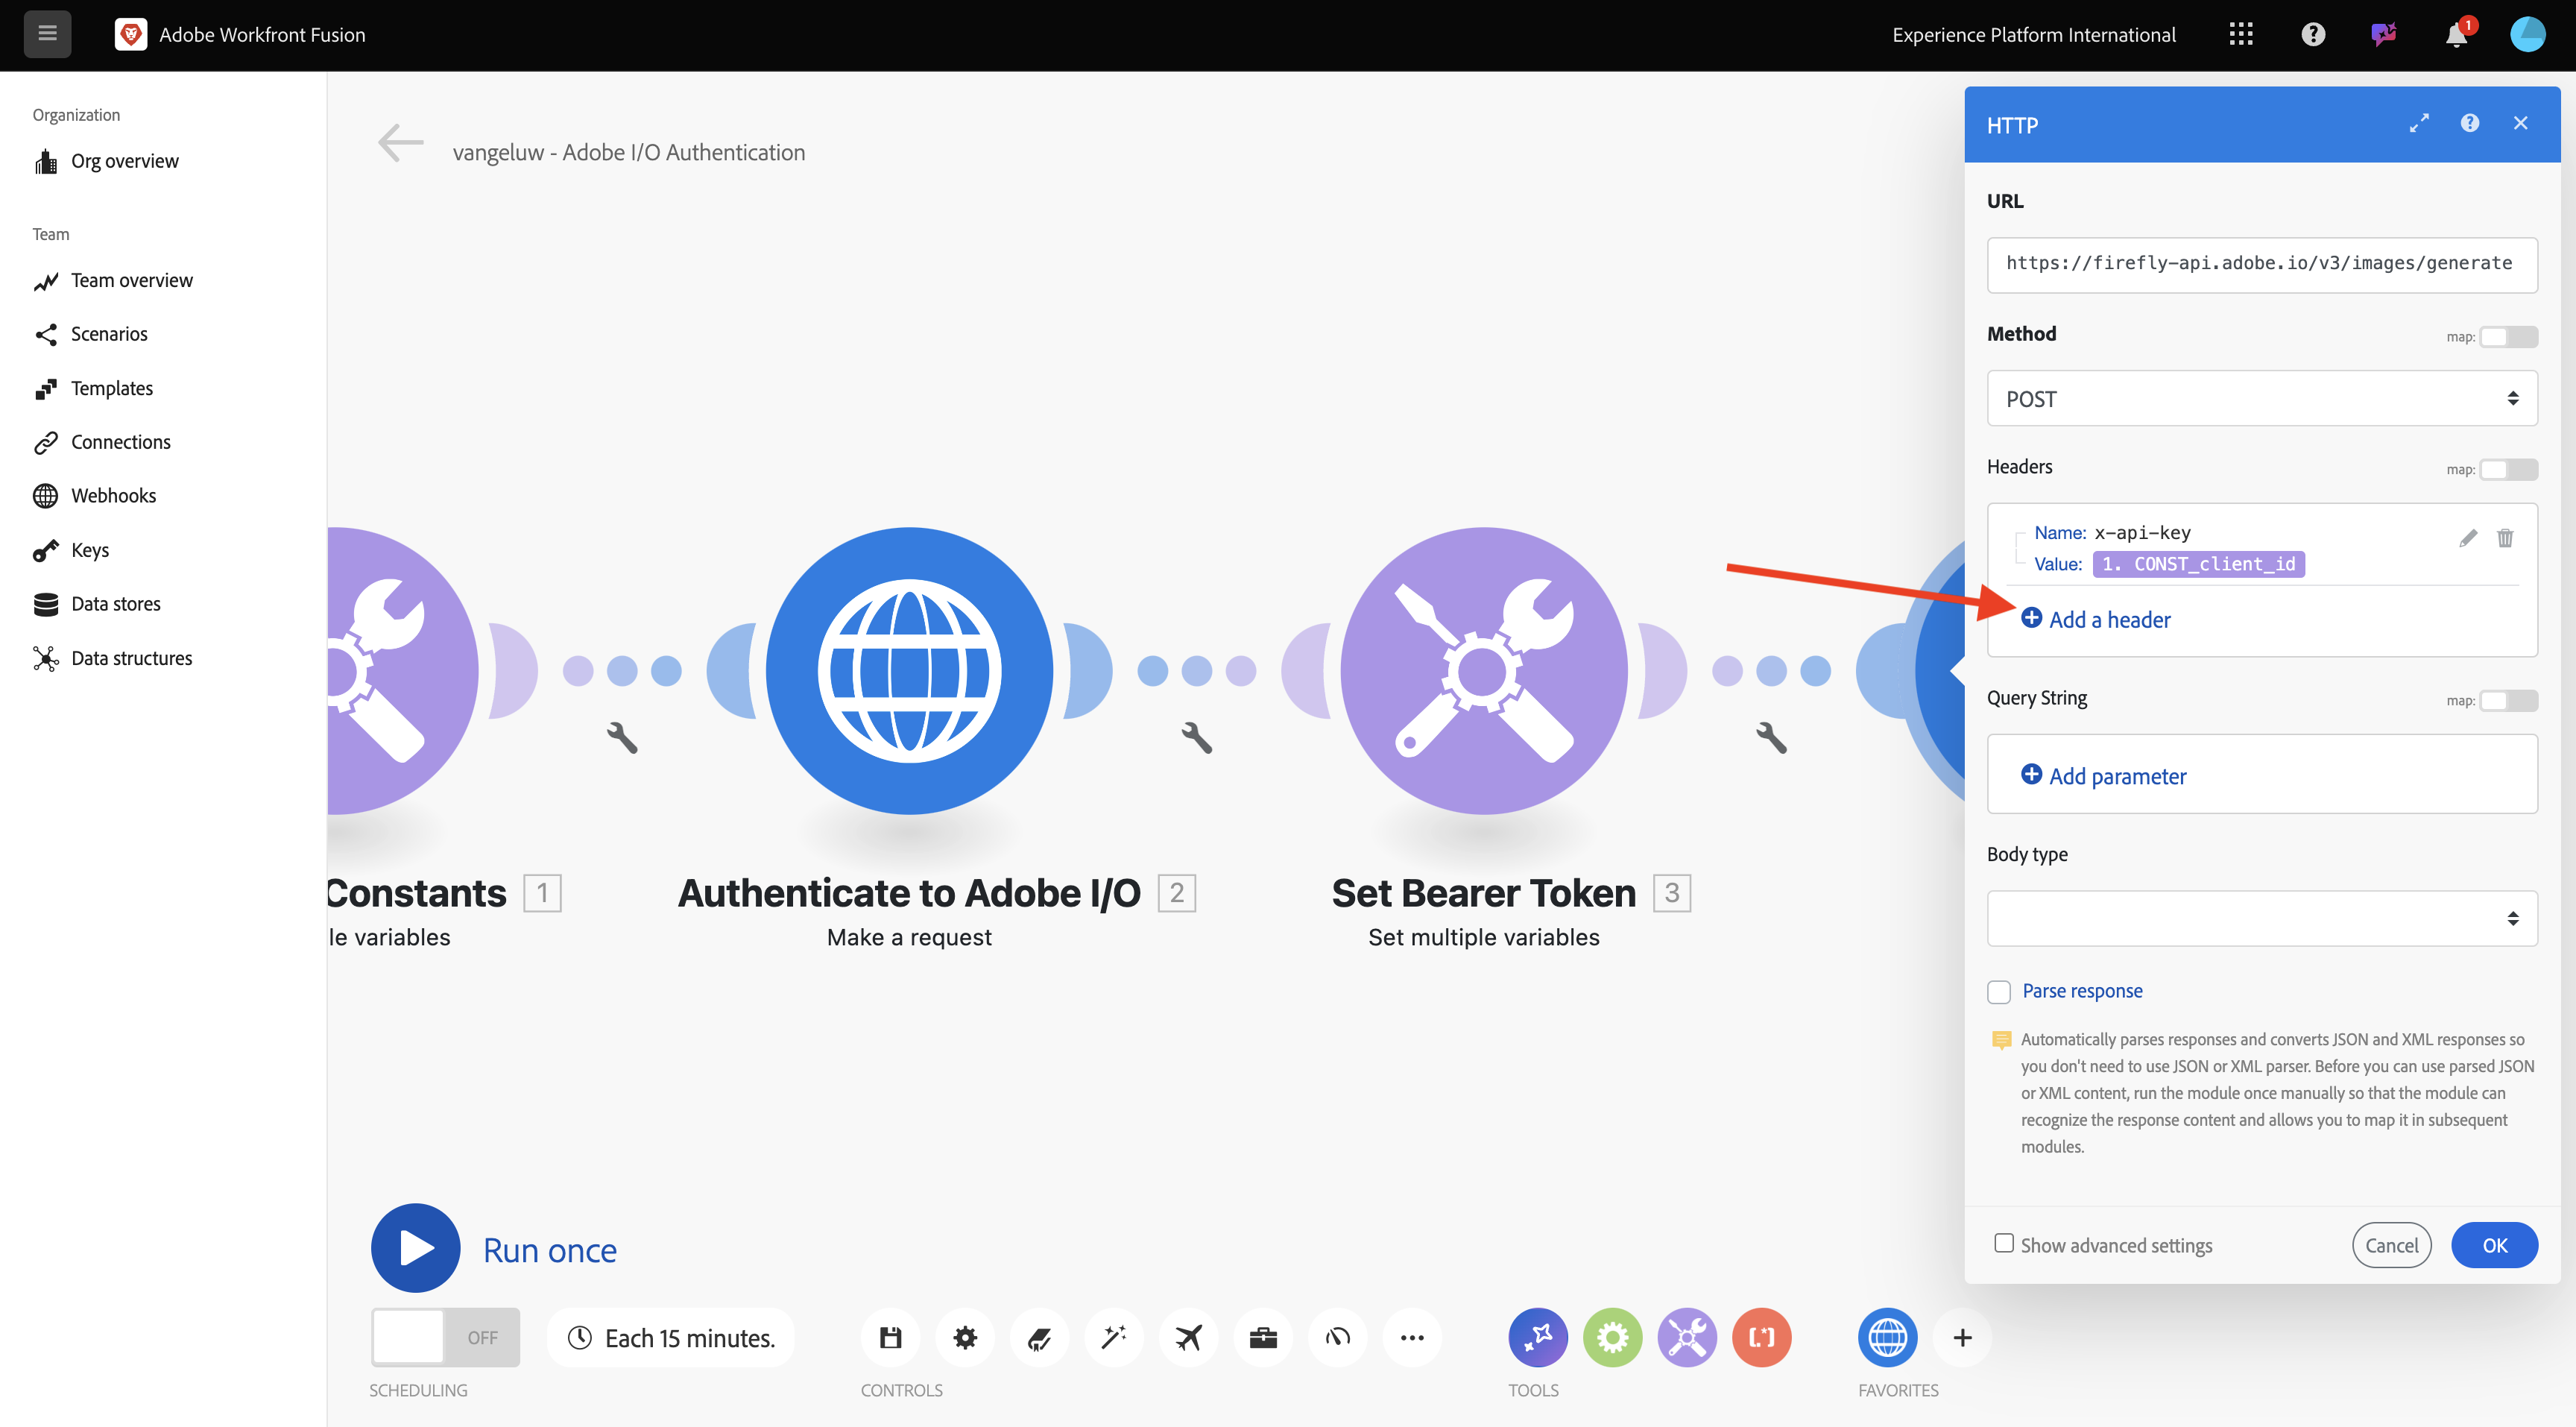 Adobe Workfront Fusion
Experience Platform International
1
Organization
Org overview
Team
Team overview
Scenarios
Templates
Connections
Webhooks
Keys
Data stores
Data structures
vangeluw - Adobe I/O Authentication
Constants 1
le variables
Authenticate to Adobe I/O 2
Make a request
Set Bearer Token 3
Set multiple variables
Run once
OFF
Each 15 minutes.
SCHEDULING
CONTROLS
TOOLS
FAVORITES
HTTP
URL
https://firefly-api.adobe.io/v3/images/generate
Method
map:
POST
Headers
map:
Name: x-api-key
Value: 1. CONST_client_id
Add a header
Query String
map:
Add parameter
Body type
Parse response
Automatically parses responses and converts JSON and XML responses so
you don't need to use JSON or XML parser. Before you can use parsed JSON
or XML content, run the module once manually so that the module can
recognize the response content and allows you to map it in subsequent
modules.
Show advanced settings
Cancel
OK